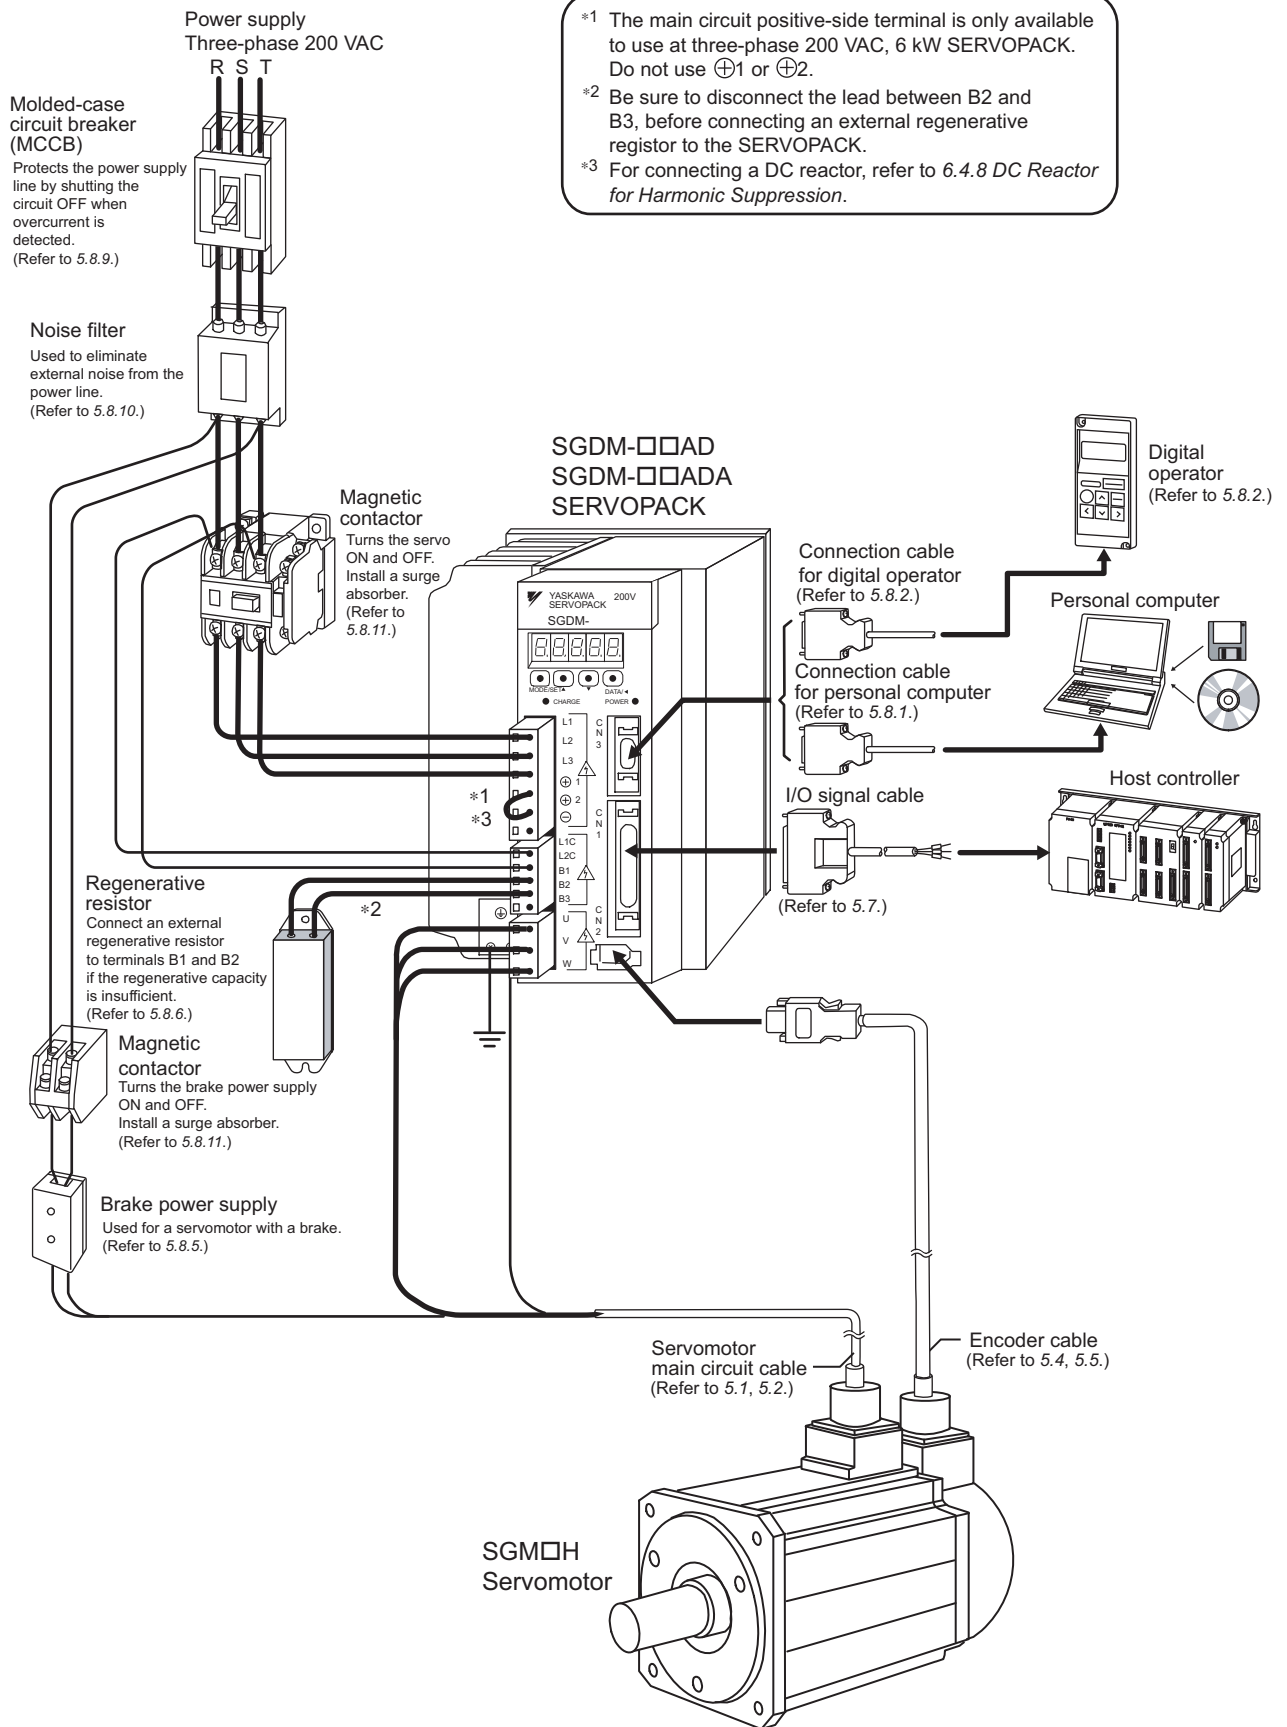 Power supply
Three-phase 200 VAC
R S T
*1 The main circuit positive-side terminal is only available
to use at three-phase 200 VAC, 6 kW SERVOPACK.
Do not use ⊕1 or ⊕2.
*2 Be sure to disconnect the lead between B2 and
B3, before connecting an external regenerative
registor to the SERVOPACK.
*3 For connecting a DC reactor, refer to 6.4.8 DC Reactor
for Harmonic Suppression.
Molded-case
circuit breaker
(MCCB)
Protects the power supply
line by shutting the
circuit OFF when
overcurrent is
detected.
(Refer to 5.8.9.)
Noise filter
Used to eliminate
external noise from the
power line.
(Refer to 5.8.10.)
Magnetic
contactor
Turns the servo
ON and OFF.
Install a surge
absorber.
(Refer to
5.8.11.)
SGDM-□□AD
SGDM-□□ADA
SERVOPACK
YASKAWA 200V
SERVOPACK
SGDM-
8.8.8.8.8.
MODE/SET▲ ▼ DATA/◄
CHARGE POWER
L1
L2
L3
⊕ 1
⊕ 2
⊖
L1C
L2C
B1
B2
B3
U
V
W
CN3
CN1
CN2
*1
*3
*2
Digital
operator
(Refer to 5.8.2.)
Connection cable
for digital operator
(Refer to 5.8.2.)
Personal computer
Connection cable
for personal computer
(Refer to 5.8.1.)
Host controller
I/O signal cable
(Refer to 5.7.)
Regenerative
resistor
Connect an external
regenerative resistor
to terminals B1 and B2
if the regenerative capacity
is insufficient.
(Refer to 5.8.6.)
Magnetic
contactor
Turns the brake power supply
ON and OFF.
Install a surge absorber.
(Refer to 5.8.11.)
Brake power supply
Used for a servomotor with a brake.
(Refer to 5.8.5.)
Servomotor
main circuit cable
(Refer to 5.1, 5.2.)
Encoder cable
(Refer to 5.4, 5.5.)
SGM□H
Servomotor